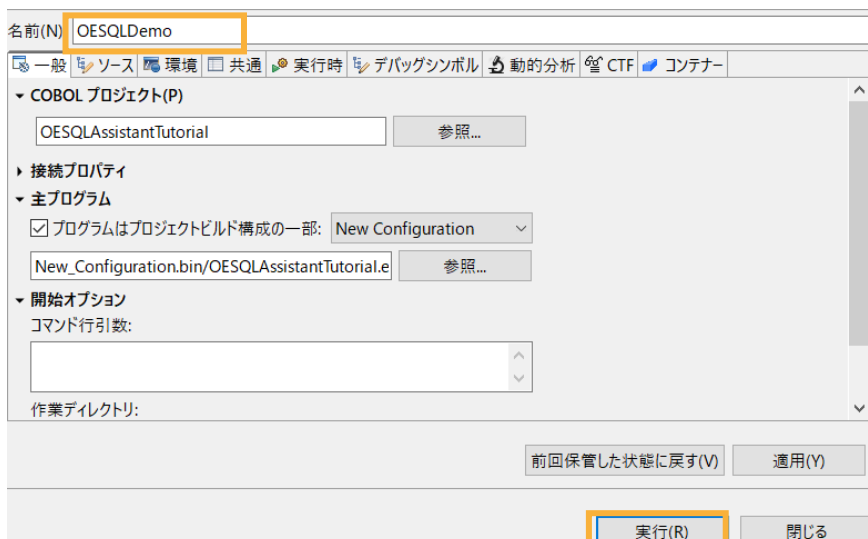 名前(N) OESQLDemo
一般 ソース 環境 共通 実行時 デバッグシンボル 動的分析 CTF コンテナー
COBOL プロジェクト(P)
OESQLAssistantTutorial 参照...
接続プロパティ
主プログラム
プログラムはプロジェクトビルド構成の一部: New Configuration
New_Configuration.bin/OESQLAssistantTutorial.e 参照...
開始オプション
コマンド行引数:
作業ディレクトリ:
前回保管した状態に戻す(V) 適用(Y)
実行(R) 閉じる